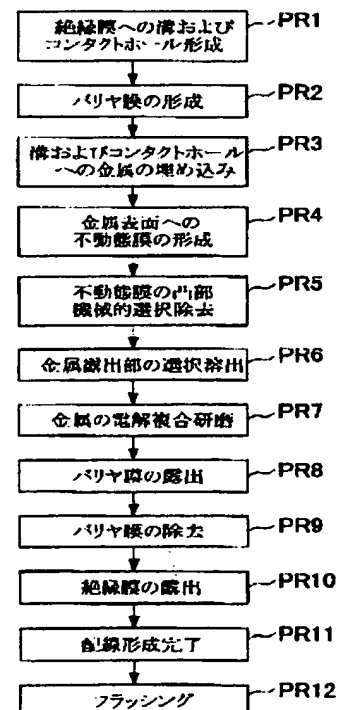 絶縁膜への溝および
コンタクトホール形成
PR1
バリヤ膜の形成
PR2
溝およびコンタクトホール
への金属の埋め込み
PR3
金属表面への
不動態膜の形成
PR4
不動態膜の凸部
機械的選択除去
PR5
金属露出部の選択溶出
PR6
金属の電解複合研磨
PR7
バリヤ膜の露出
PR8
バリヤ膜の除去
PR9
絶縁膜の露出
PR10
配線形成完了
PR11
フラッシング
PR12